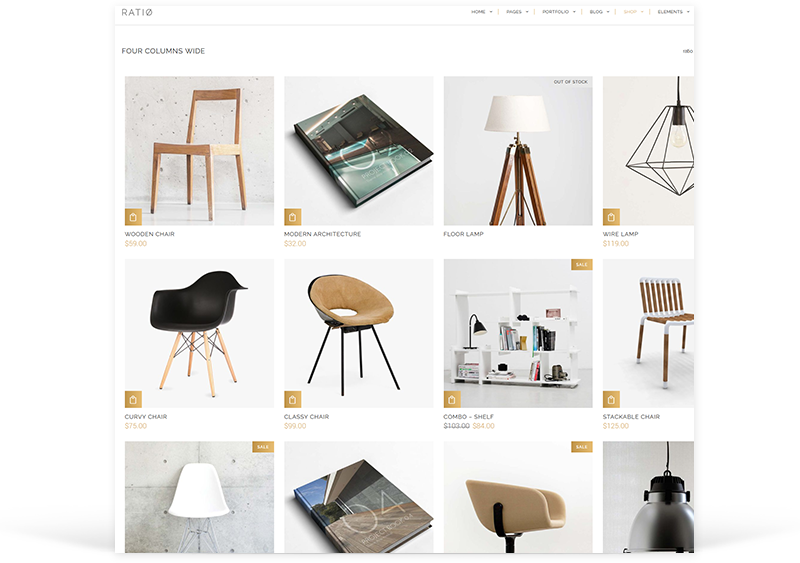 RATIØ
HOME
PAGES
PORTFOLIO
BLOG
SHOP
ELEMENTS
FOUR COLUMNS WIDE
OUT OF STOCK
WOODEN CHAIR
$59.00
MODERN ARCHITECTURE
$32.00
FLOOR LAMP
WIRE LAMP
$119.00
SALE
CURVY CHAIR
$75.00
CLASSY CHAIR
$99.00
COMBO – SHELF
$103.00 $84.00
STACKABLE CHAIR
$125.00
SALE
SALE